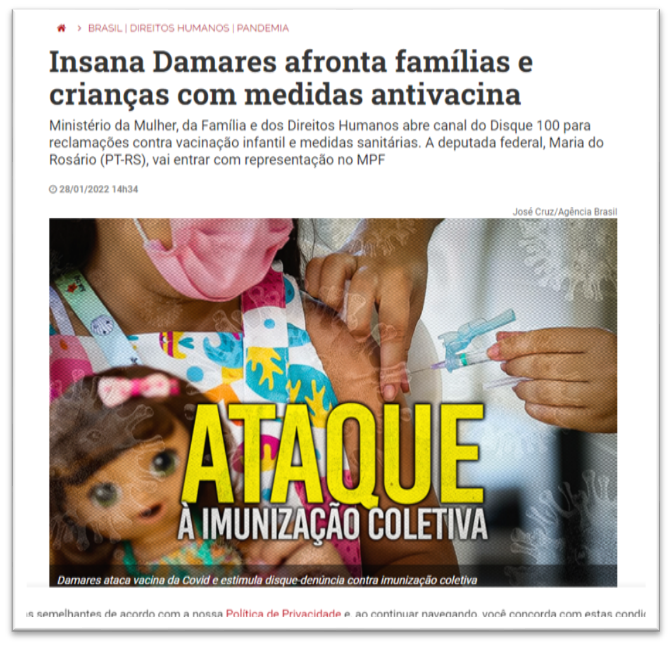 BRASIL | DIREITOS HUMANOS | PANDEMIA
Insana Damares afronta famílias e
crianças com medidas antivacina
Ministério da Mulher, da Família e dos Direitos Humanos abre canal do Disque 100 para
reclamações contra vacinação infantil e medidas sanitárias. A deputada federal, Maria do
Rosário (PT-RS), vai entrar com representação no MPF
28/01/2022 14h34
José Cruz/Agência Brasil
ATAQUE
À IMUNIZAÇÃO COLETIVA
Damares ataca vacina da Covid e estimula disque-denúncia contra imunização coletiva
semelhantes de acordo com a nossa Política de Privacidade e, ao continuar navegando, você concorda com estas